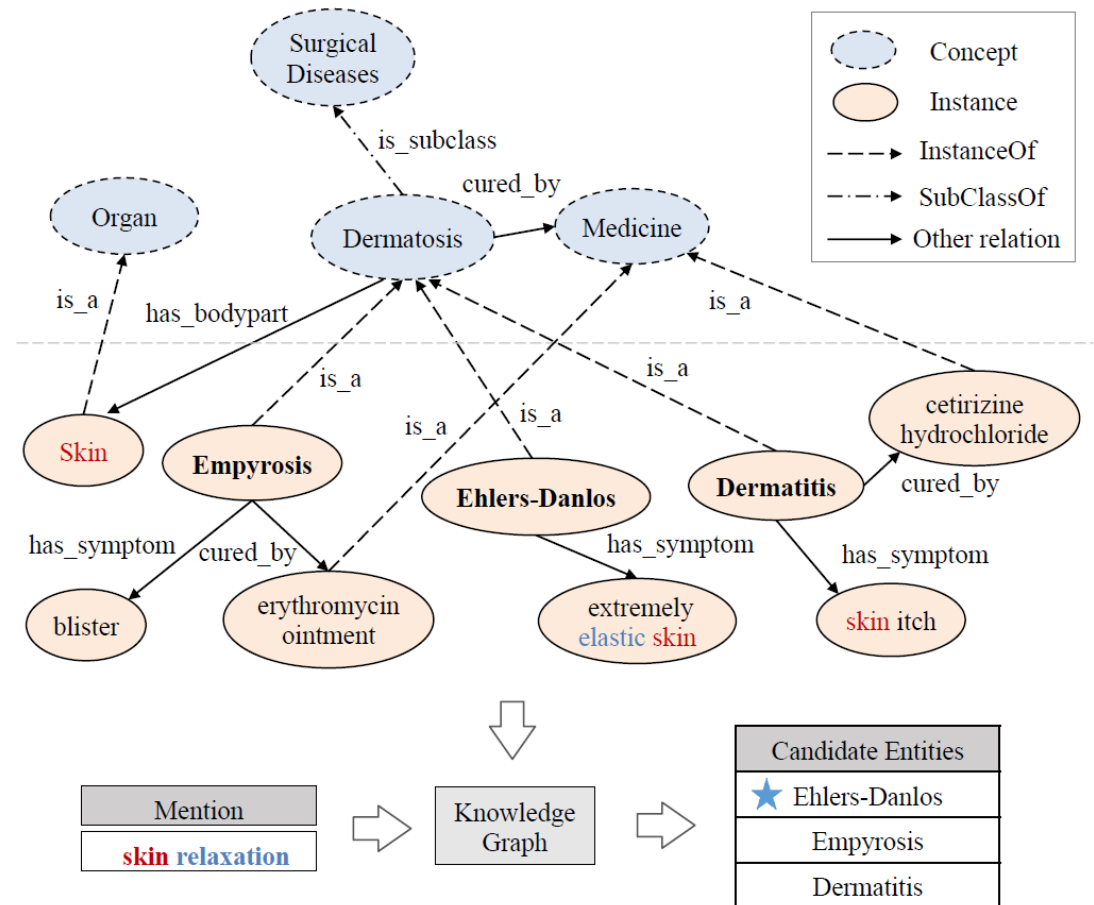 Surgical
Diseases
Concept
Instance
InstanceOf
SubClassOf
Other relation
is_subclass
cured_by
Organ
Dermatosis
Medicine
is_a
has_bodypart
is_a
is_a
is_a
is_a
is_a
Skin
Empyrosis
Ehlers-Danlos
Dermatitis
cetirizine
hydrochloride
cured_by
has_symptom
cured_by
has_symptom
has_symptom
blister
erythromycin
ointment
extremely
elastic skin
skin itch
Mention
skin relaxation
Knowledge
Graph
Candidate Entities
Ehlers-Danlos
Empyrosis
Dermatitis